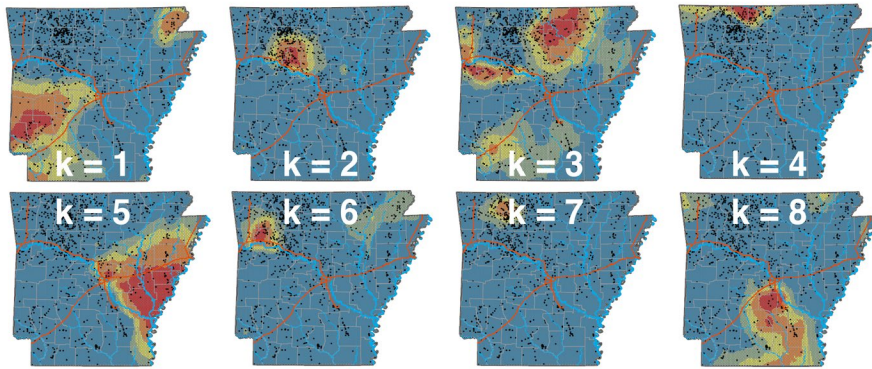 k = 1
k = 2
k = 3
k = 4
k = 5
k = 6
k = 7
k = 8